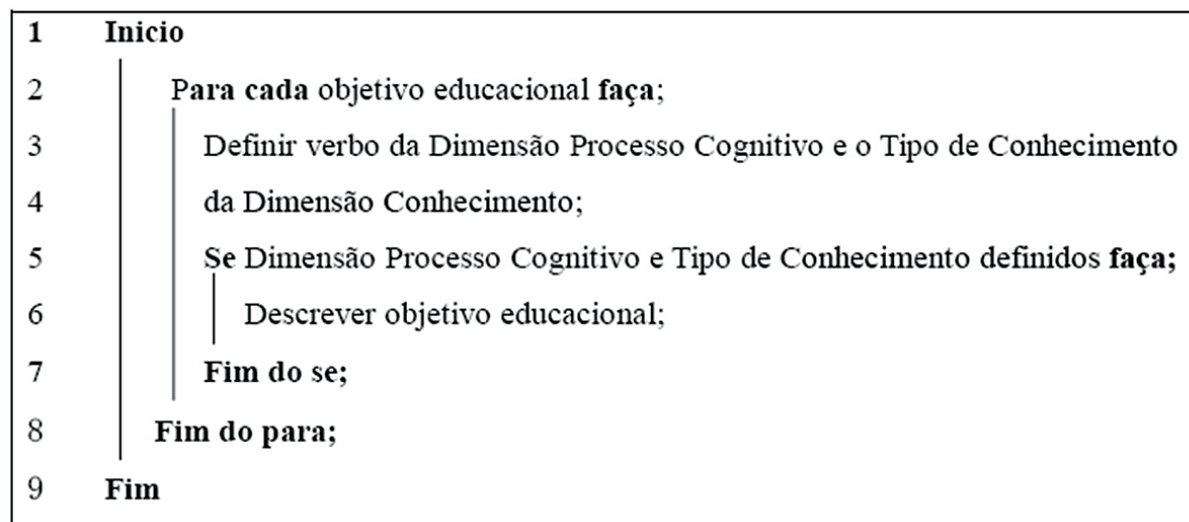 1 Inicio
2 Para cada objetivo educacional faça;
3 Definir verbo da Dimensão Processo Cognitivo e o Tipo de Conhecimento
4 da Dimensão Conhecimento;
5 Se Dimensão Processo Cognitivo e Tipo de Conhecimento definidos faça;
6 Descrever objetivo educacional;
7 Fim do se;
8 Fim do para;
9 Fim